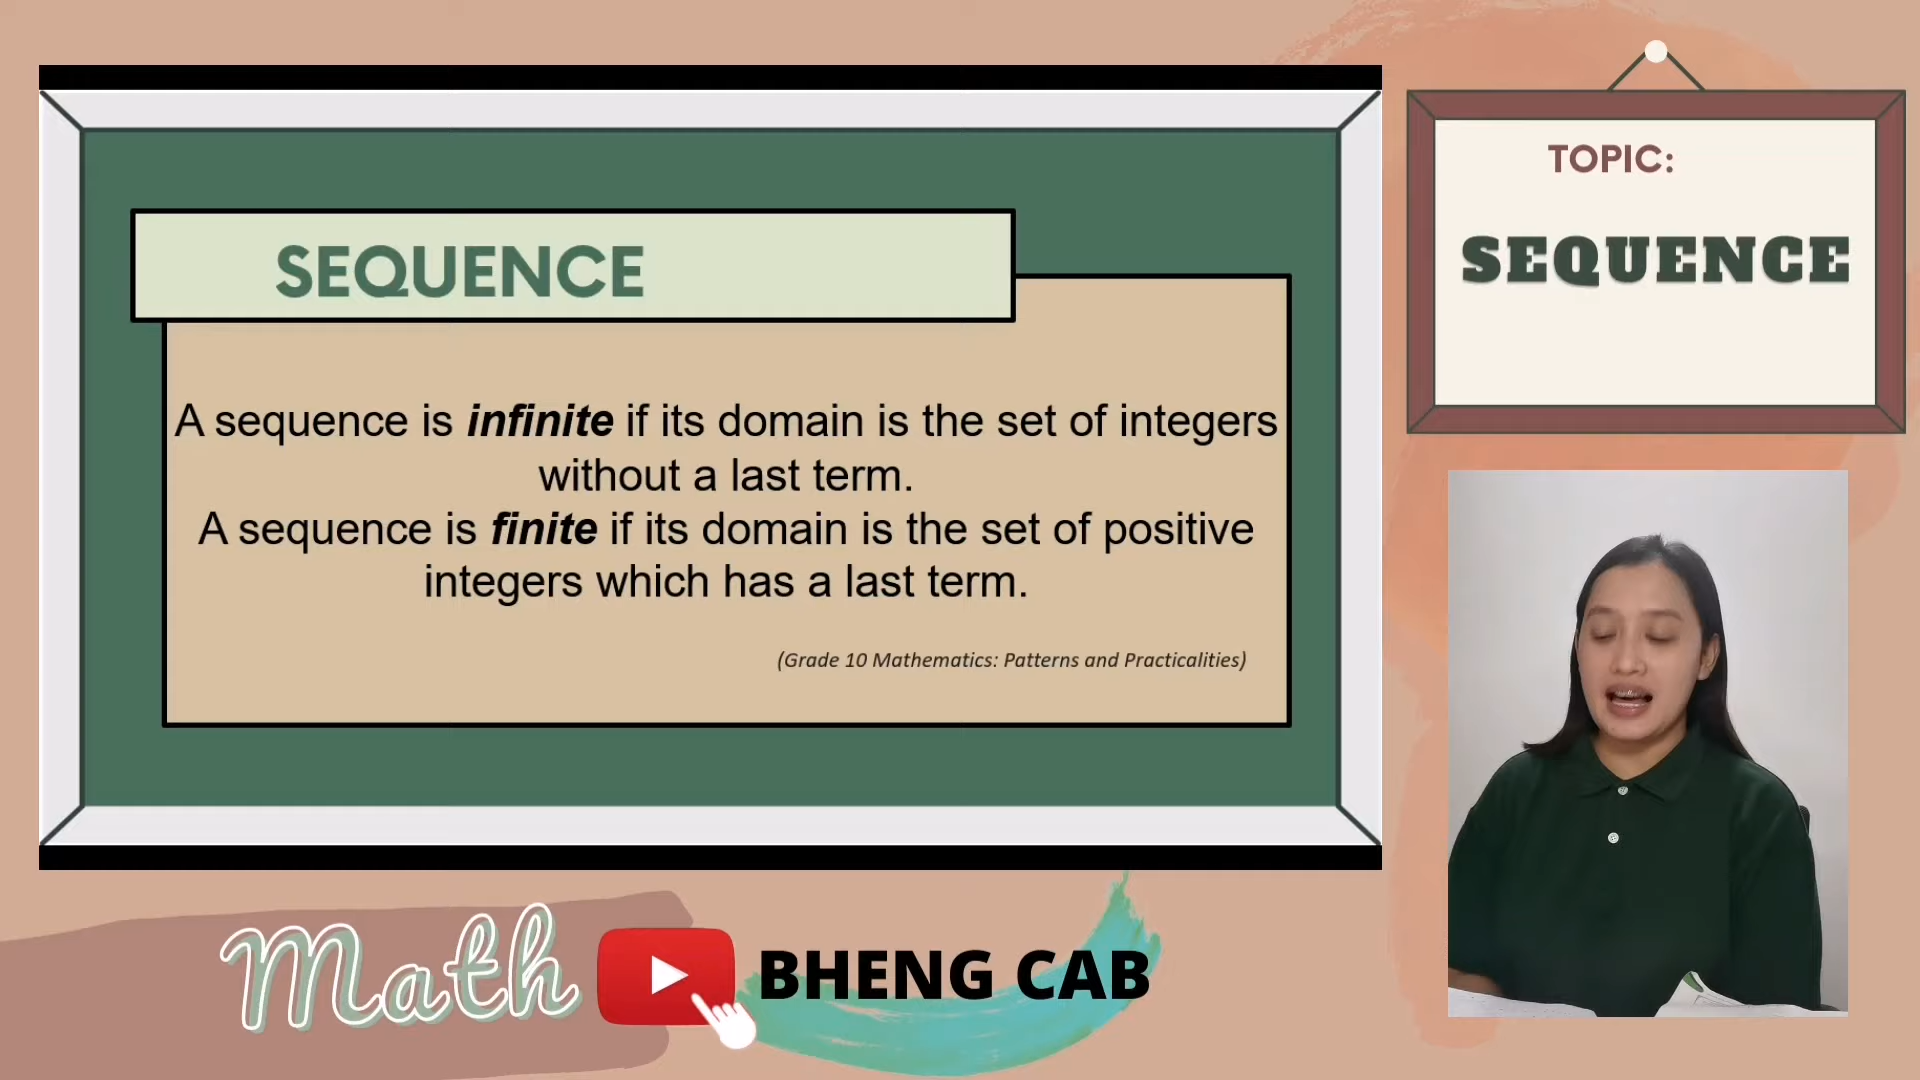 SEQUENCE
A sequence is infinite if its domain is the set of integers
without a last term.
A sequence is finite if its domain is the set of positive
integers which has a last term.
(Grade 10 Mathematics: Patterns and Practicalities)
TOPIC:
SEQUENCE
Math
BHENG CAB